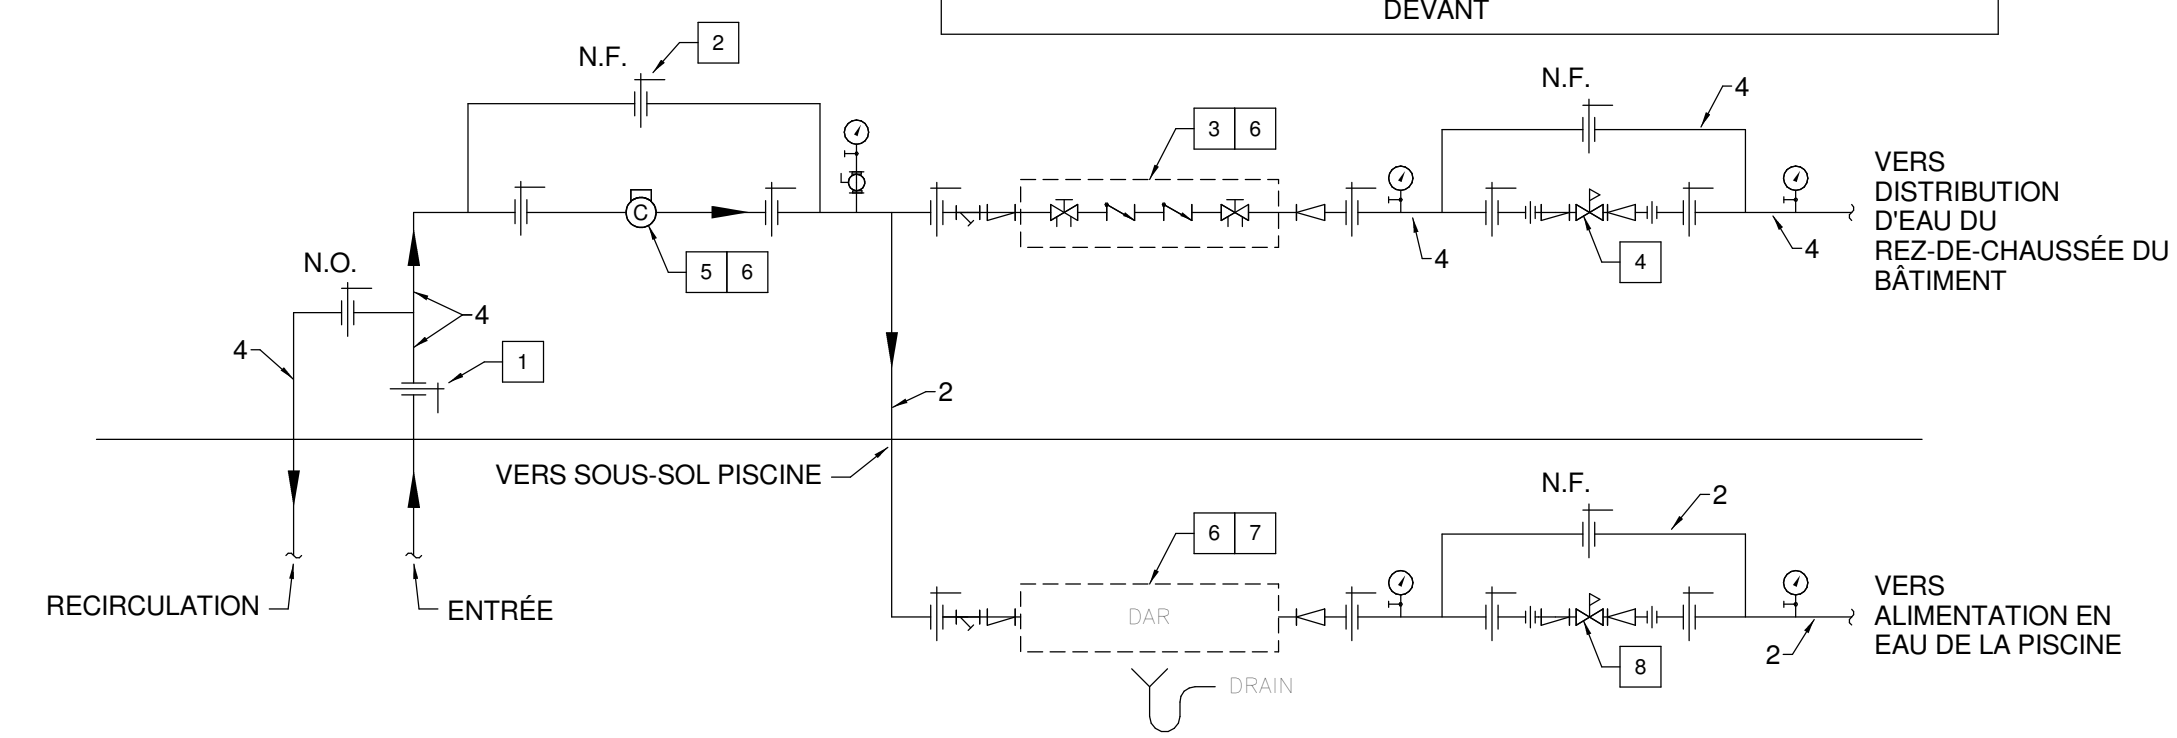 DEVANT
N.F.
2
N.F.
4
3 6
VERS
DISTRIBUTION
D'EAU DU
REZ-DE-CHAUSSÉE DU
BÂTIMENT
C
N.O.
5 6
4
4
4
4
4
1
2
VERS SOUS-SOL PISCINE
N.F.
2
6 7
RECIRCULATION
ENTRÉE
DAR
VERS
ALIMENTATION EN
EAU DE LA PISCINE
2
8
DRAIN